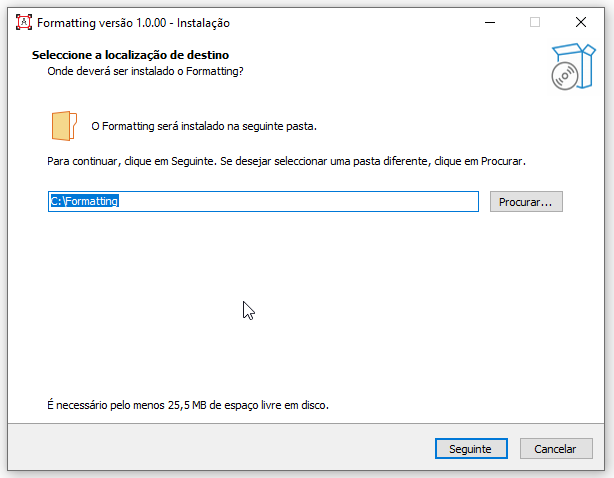 Formatting versão 1.0.00 - Instalação
Seleccione a localização de destino
Onde deverá ser instalado o Formatting?
O Formatting será instalado na seguinte pasta.
Para continuar, clique em Seguinte. Se desejar seleccionar uma pasta diferente, clique em Procurar.
C:\Formatting
Procurar...
É necessário pelo menos 25,5 MB de espaço livre em disco.
Seguinte
Cancelar